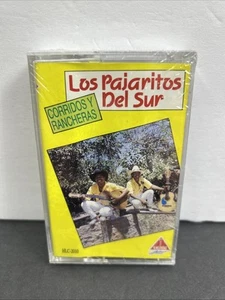 Los Pajaritos
Del Sur
CORRIDOS Y
RANCHERAS